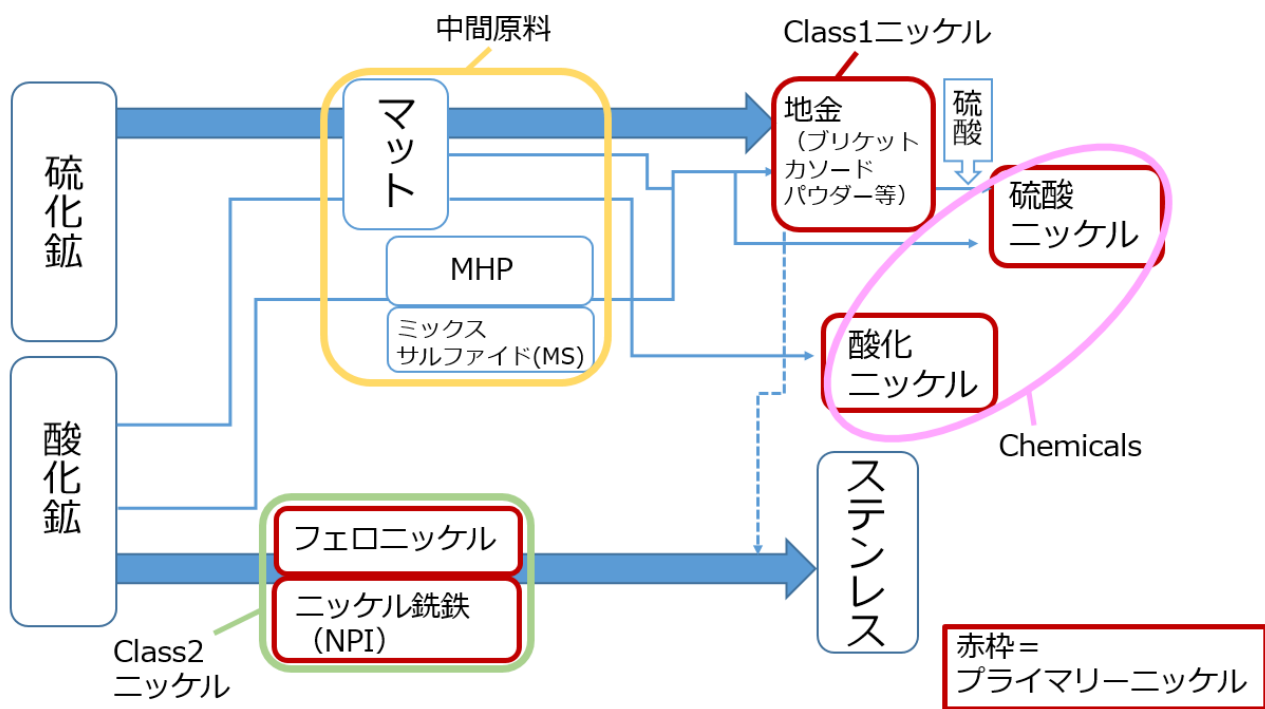 中間原料
Class1ニッケル
硫化鉱
マット
地金
（ブリケット
カソード
パウダー等）
硫酸
硫酸
ニッケル
MHP
ミックス
サルファイド(MS)
酸化
ニッケル
Chemicals
酸化鉱
ステンレス
フェロニッケル
ニッケル銑鉄
（NPI）
Class2
ニッケル
赤枠＝
プライマリーニッケル